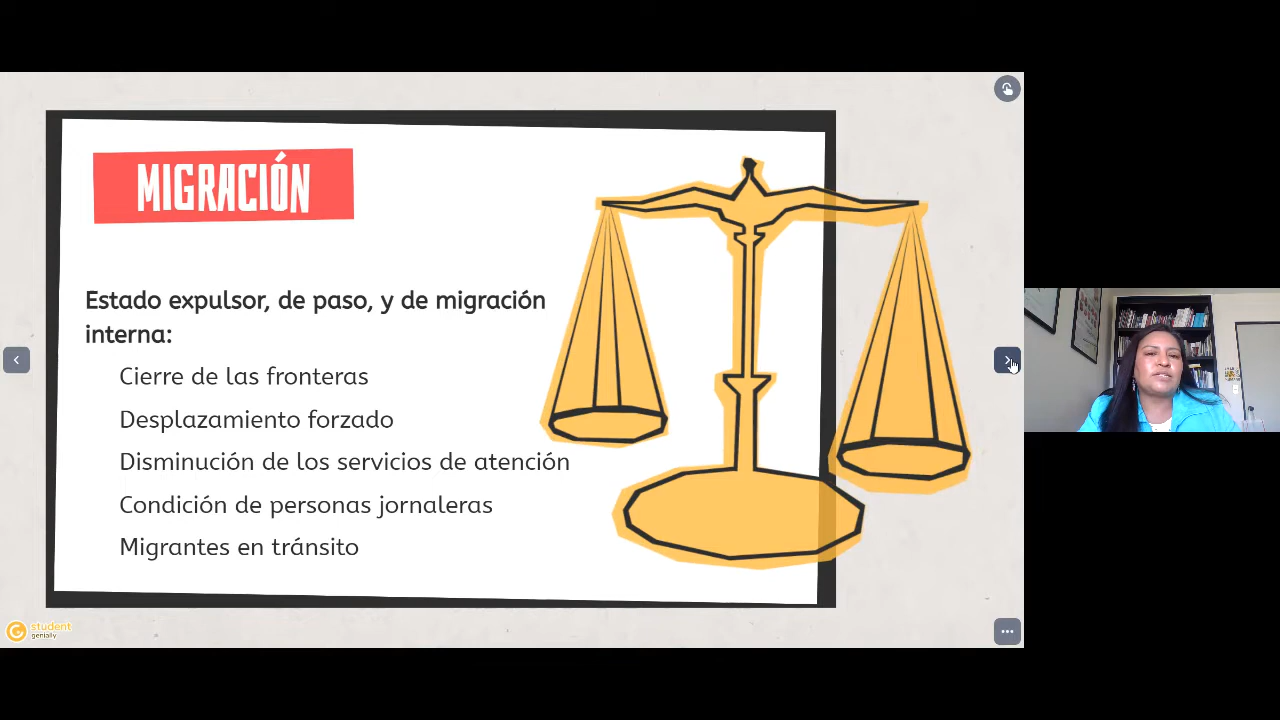 MIGRACIÓN
Estado expulsor, de paso, y de migración
interna:
Cierre de las fronteras
Desplazamiento forzado
Disminución de los servicios de atención
Condición de personas jornaleras
Migrantes en tránsito
student
genially